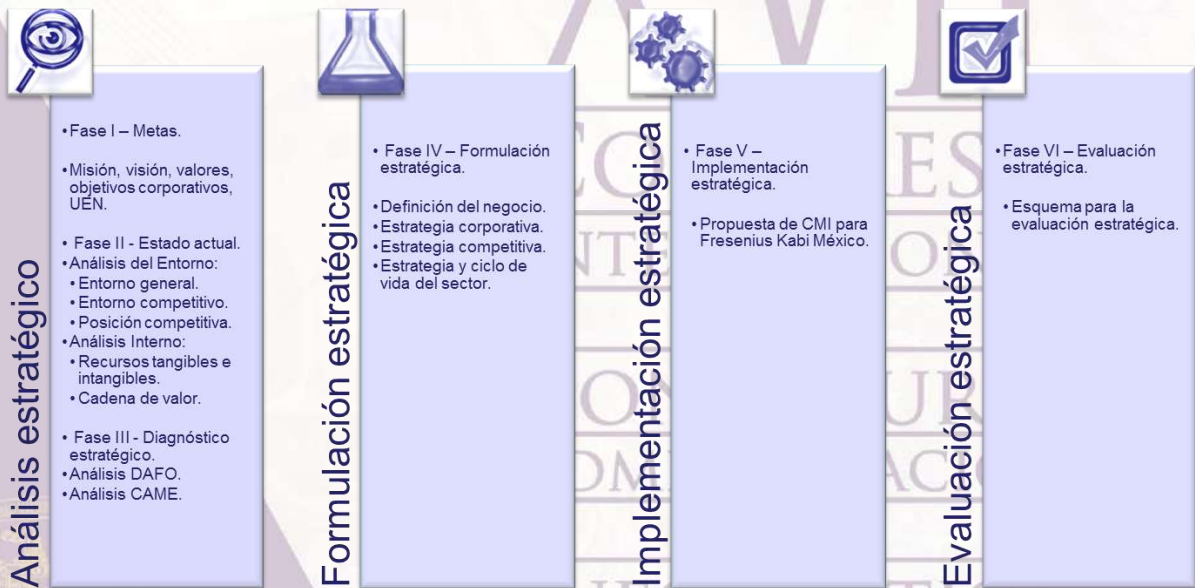 Análisis estratégico
•Fase I – Metas.
•Misión, visión, valores,
objetivos corporativos,
UEN.
• Fase II - Estado actual.
•Análisis del Entorno:
•Entorno general.
•Entorno competitivo.
•Posición competitiva.
•Análisis Interno:
•Recursos tangibles e
intangibles.
•Cadena de valor.
• Fase III - Diagnóstico
estratégico.
•Análisis DAFO.
•Análisis CAME.
Formulación estratégica
• Fase IV – Formulación
estratégica.
•Definición del negocio.
•Estrategia corporativa.
•Estrategia competitiva.
•Estrategia y ciclo de
vida del sector.
Implementación estratégica
• Fase V –
Implementación
estratégica.
•Propuesta de CMI para
Fresenius Kabi México.
Evaluación estratégica
•Fase VI – Evaluación
estratégica.
•Esquema para la
evaluación estratégica.